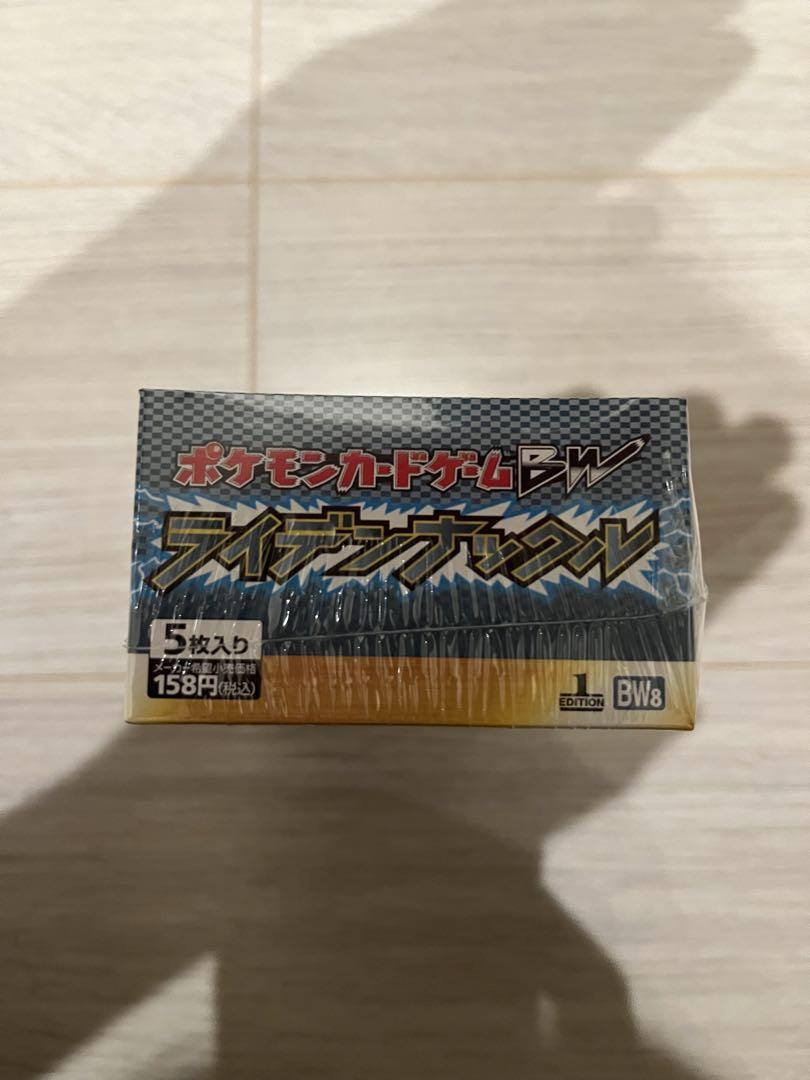 ポケモンカードゲームBW
ライデンナックル
5枚入り
メーカー希望小売価格
158円(税込)
1
EDITION
BW8